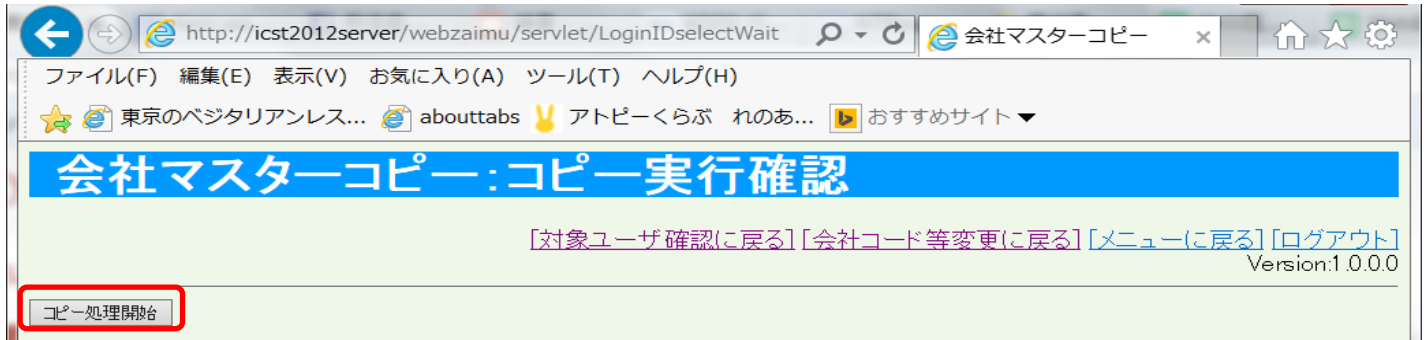 http://icst2012server/webzaimu/servlet/LoginIDselectWait 会社マスターコピー
ファイル(F) 編集(E) 表示(V) お気に入り(A) ツール(T) ヘルプ(H)
東京のベジタリアンレス... abouttabs アトピーくらぶ れのあ... おすすめサイト
会社マスターコピー:コピー実行確認
[対象ユーザ確認に戻る] [会社コード等変更に戻る] [メニューに戻る] [ログアウト]
Version:1.0.0.0
コピー処理開始